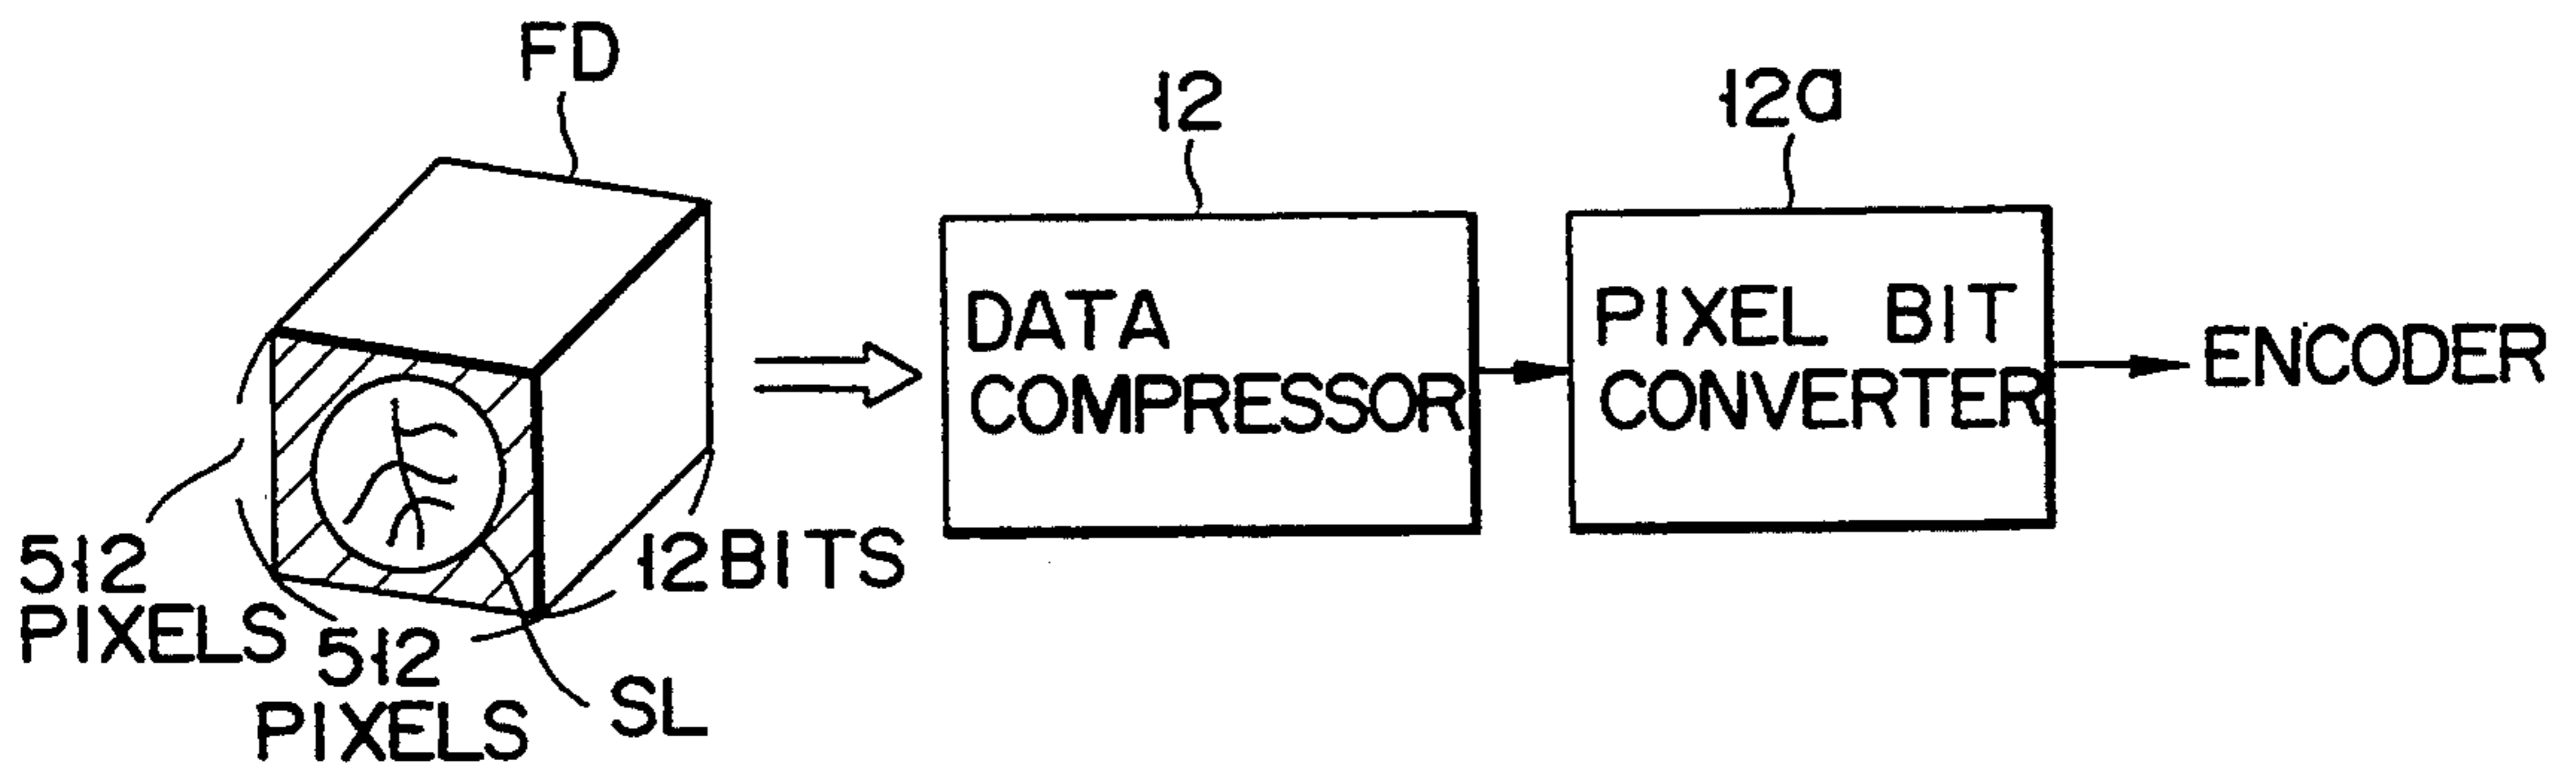 FD
12
12a
DATA
COMPRESSOR
PIXEL BIT
CONVERTER
ENCODER
512
PIXELS
512
PIXELS
12BITS
SL